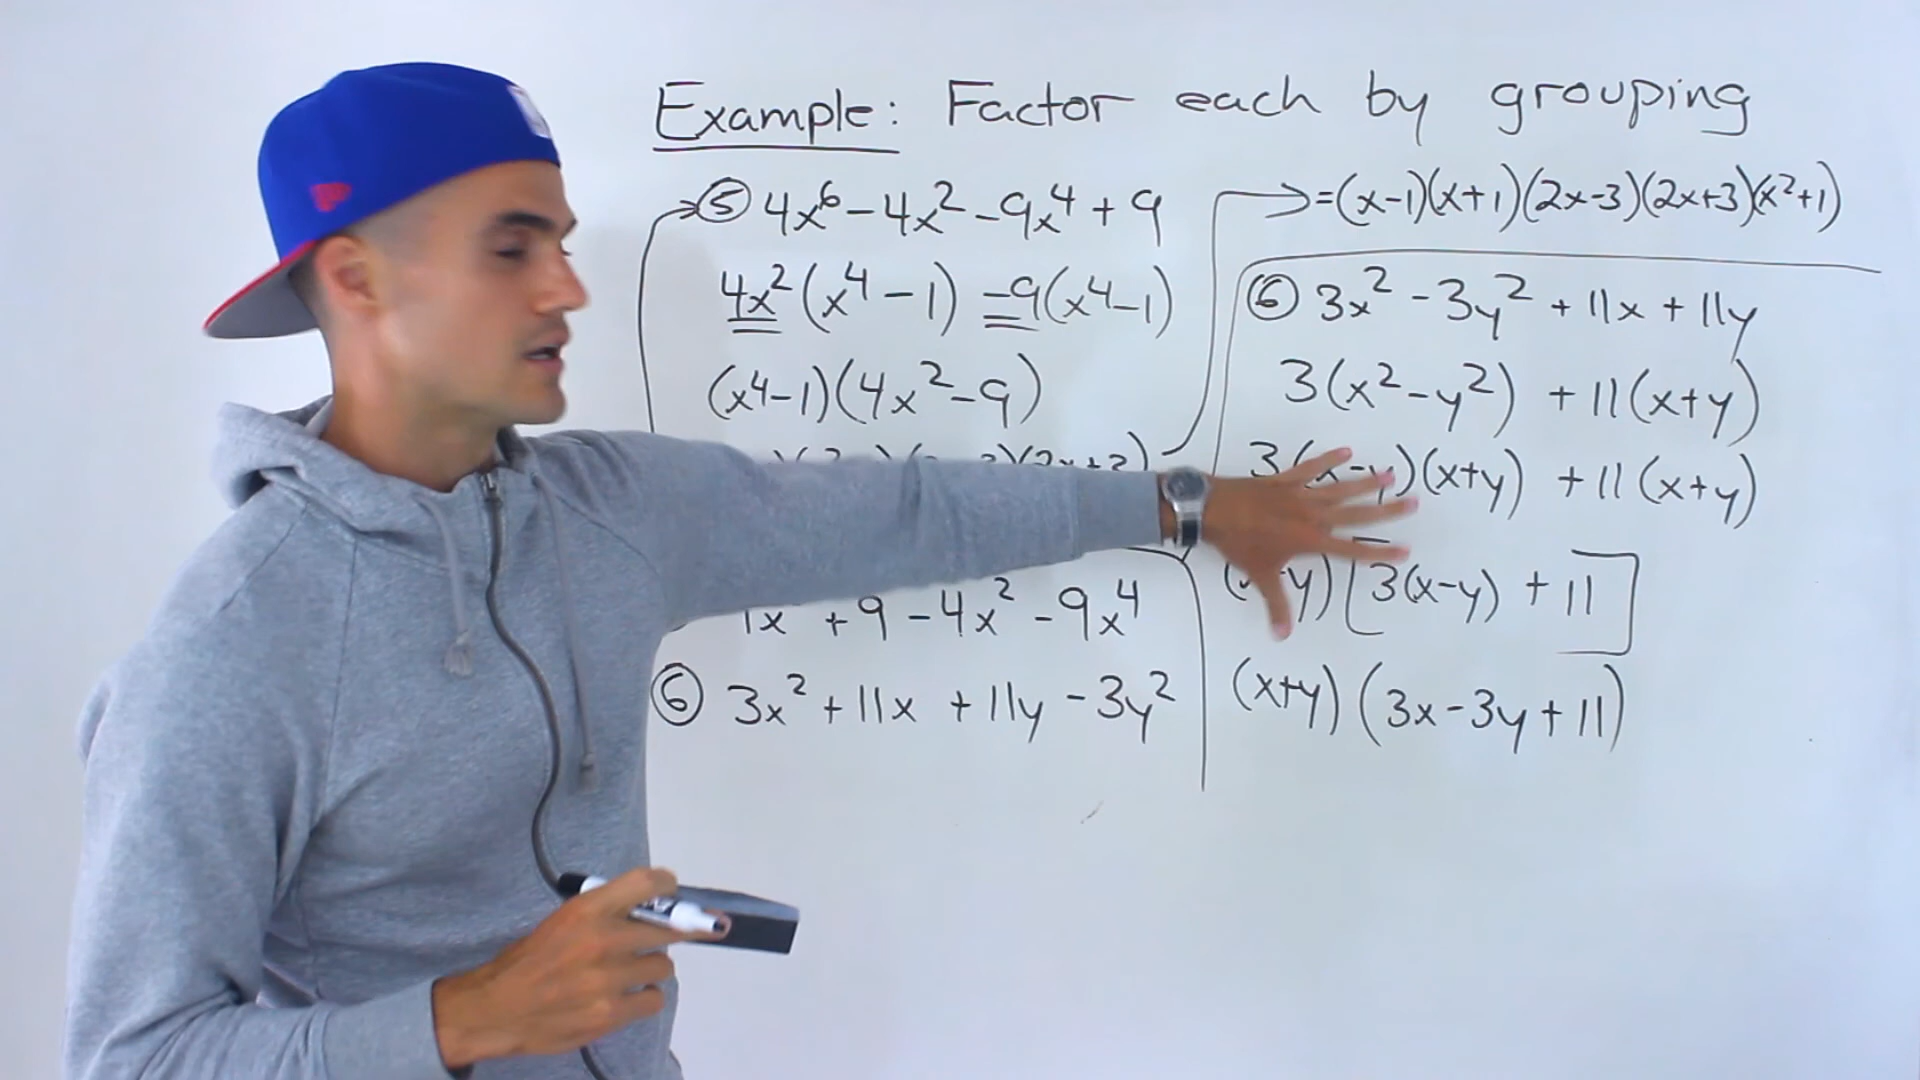 Example: Factor each by grouping
⑤ 4x⁶ - 4x² - 9x⁴ + 9
4x²(x⁴ - 1) - 9(x⁴ - 1)
(x⁴-1)(4x²-9)
+ 9 - 4x² - 9x⁴
⑥ 3x² + 11x + 11y - 3y²
=(x-1)(x+1)(2x-3)(2x+3)(x²+1)
⑥ 3x² - 3y² + 11x + 11y
3(x² - y²) + 11(x+y)
3(x-y)(x+y) + 11(x+y)
y)[3(x-y) + 11]
(x+y)(3x-3y+11)